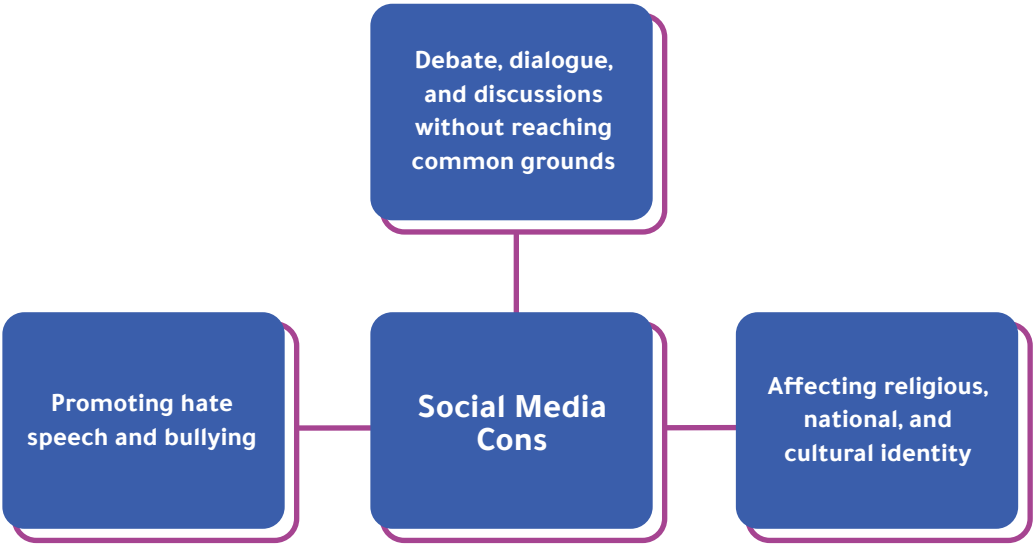 Debate, dialogue,
and discussions
without reaching
common grounds
Promoting hate
speech and bullying
Social Media
Cons
Affecting religious,
national, and
cultural identity